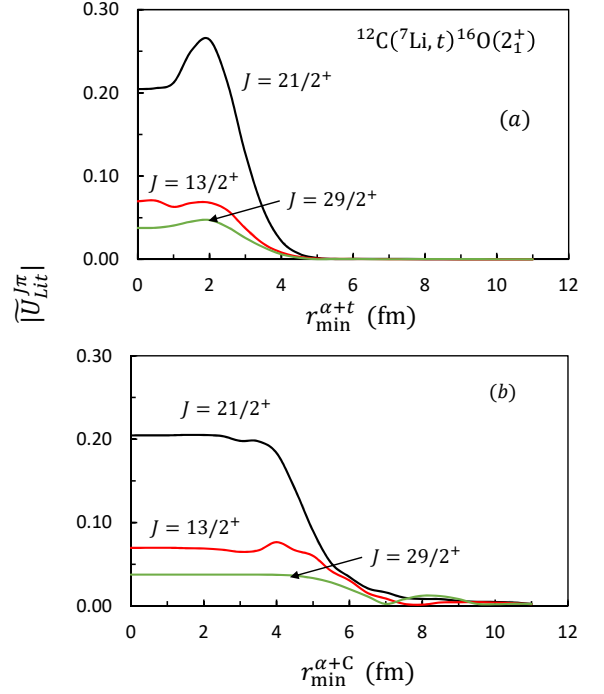 ¹²C(⁷Li, t)¹⁶O(2₁⁺)
0.30
J = 21/2⁺
0.20
(a)
J = 13/2⁺
J = 29/2⁺
0.10
0.00
0 2 4 6 8 10 12
r_min^{α+t} (fm)
|Ũ_{Lit}^{Jπ}|
0.30
(b)
J = 21/2⁺
0.20
J = 13/2⁺
J = 29/2⁺
0.10
0.00
0 2 4 6 8 10 12
r_min^{α+C} (fm)